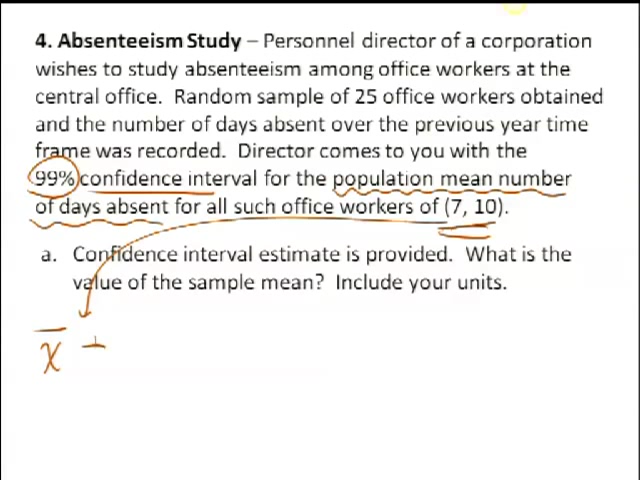 4. Absenteeism Study – Personnel director of a corporation
wishes to study absenteeism among office workers at the
central office. Random sample of 25 office workers obtained
and the number of days absent over the previous year time
frame was recorded. Director comes to you with the
99% confidence interval for the population mean number
of days absent for all such office workers of (7, 10).
a. Confidence interval estimate is provided. What is the
value of the sample mean? Include your units.
x̄ ±